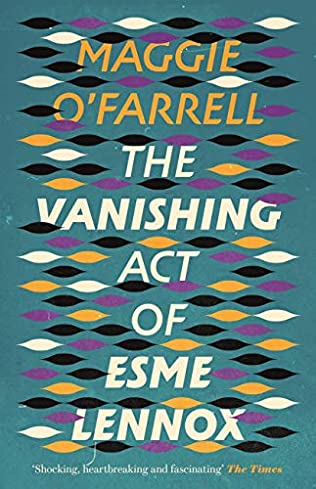 MAGGIE
O'FARRELL
THE
VANISHING
ACT
OF
ESME
LENNOX
‘Shocking, heartbreaking and fascinating’ The Times